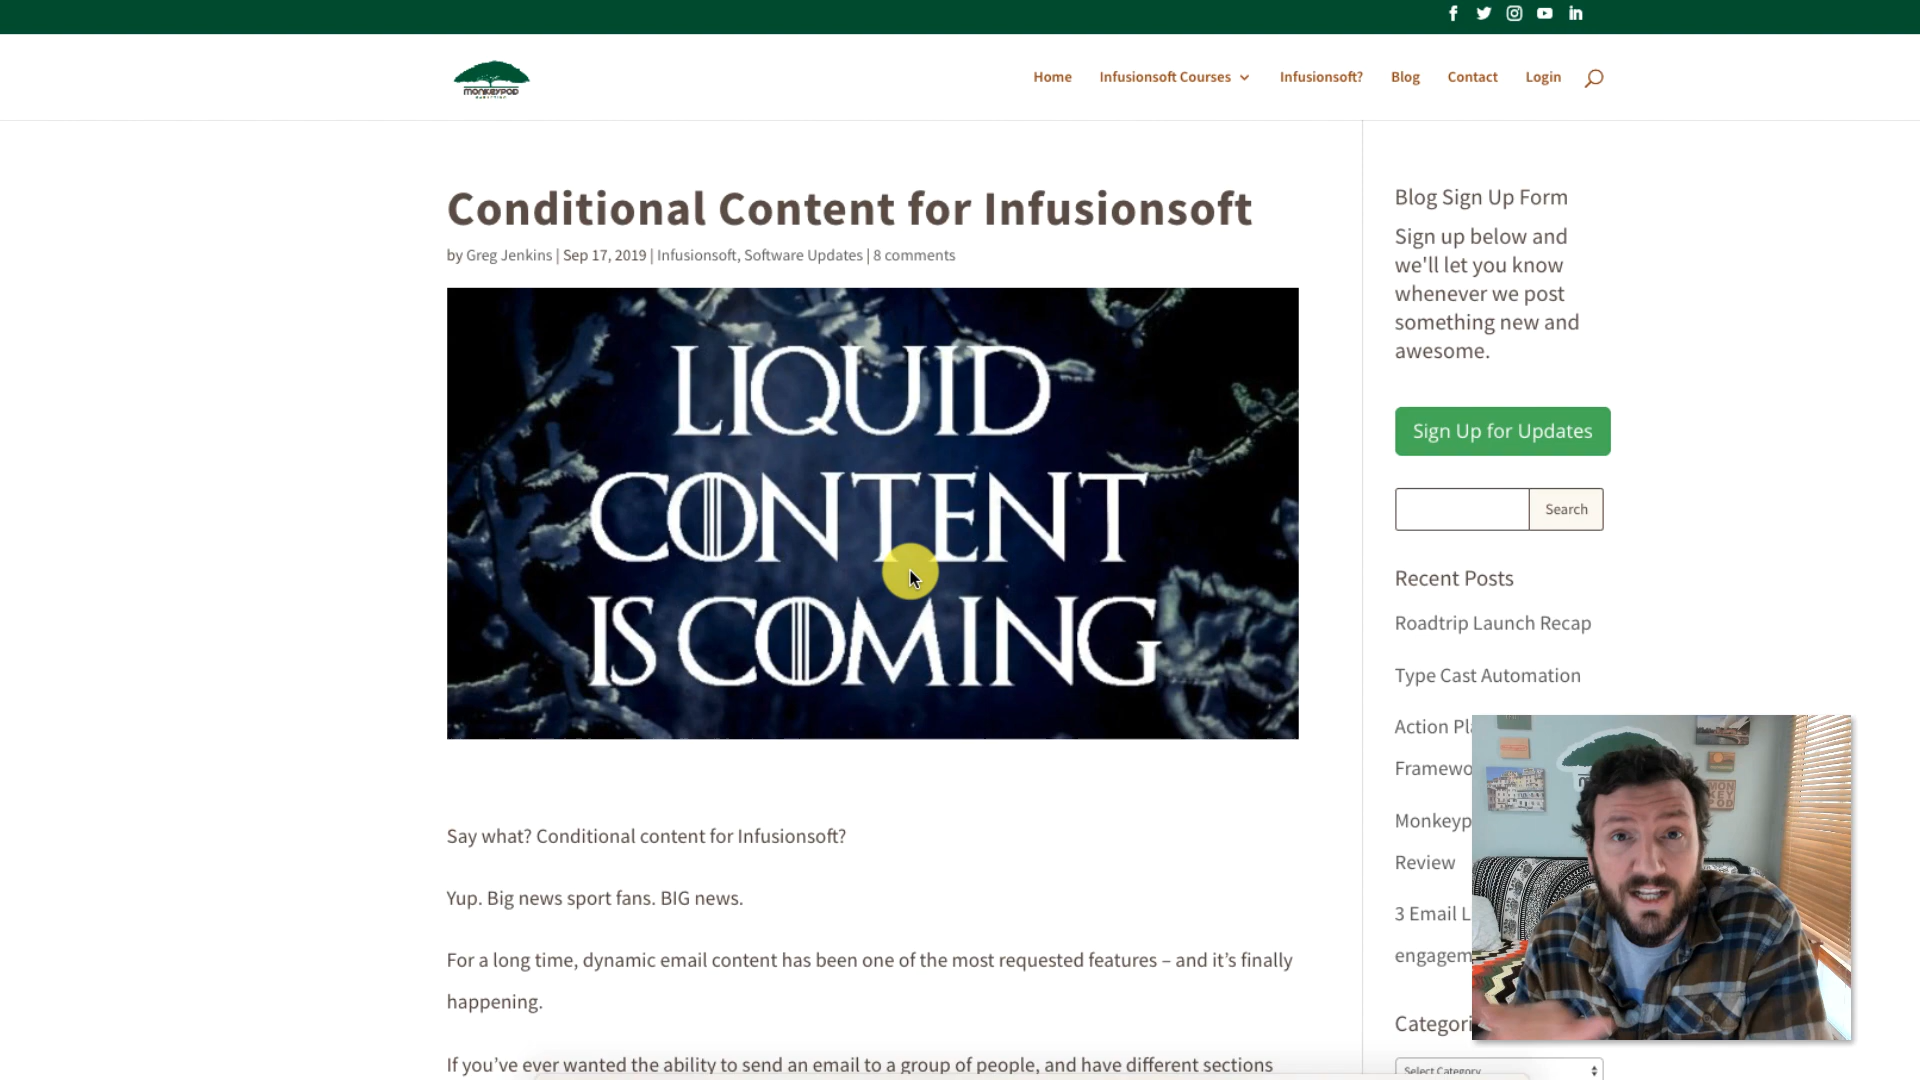 MONKEYPOD
Home
Infusionsoft Courses
Infusionsoft?
Blog
Contact
Login
Conditional Content for Infusionsoft
by Greg Jenkins | Sep 17, 2019 | Infusionsoft, Software Updates | 8 comments
LIQUID
CONTENT
IS COMING
Say what? Conditional content for Infusionsoft?
Yup. Big news sport fans. BIG news.
For a long time, dynamic email content has been one of the most requested features – and it’s finally
happening.
If you’ve ever wanted the ability to send an email to a group of people, and have different sections
Blog Sign Up Form
Sign up below and
we'll let you know
whenever we post
something new and
awesome.
Sign Up for Updates
Search
Recent Posts
Roadtrip Launch Recap
Type Cast Automation
Action Pl
Framewo
Monkeyp
Review
3 Email L
engagem
Categori
Select Category
MON
KEY
POD